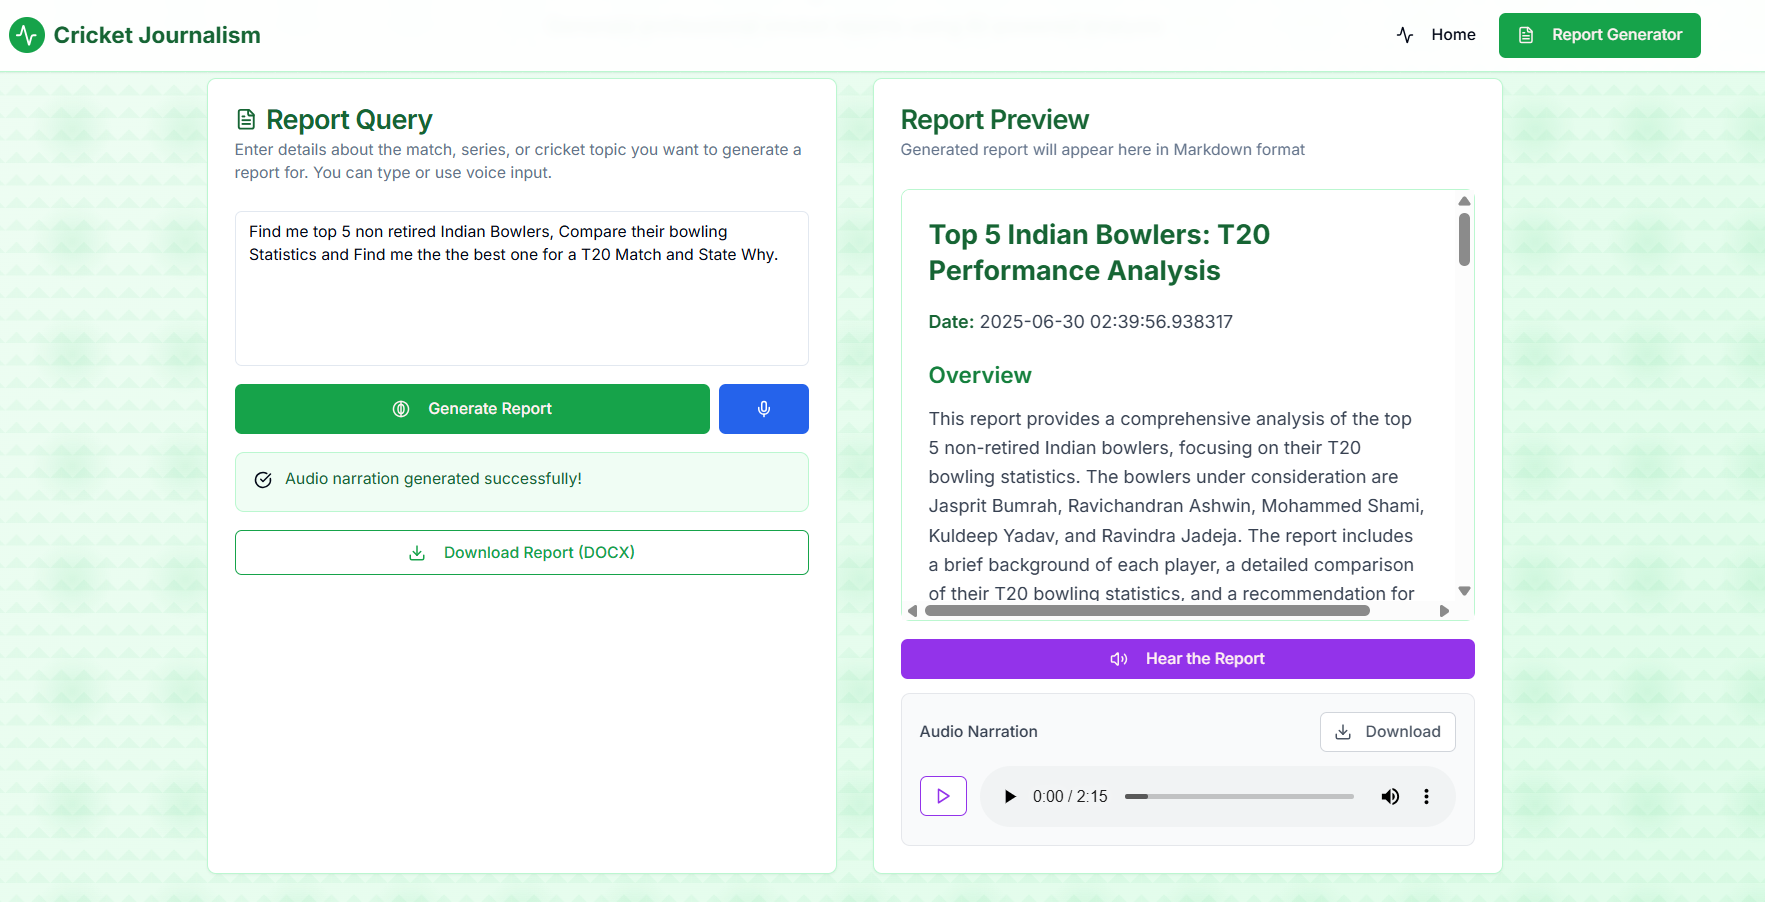 Cricket Journalism
Home
Report Generator
Report Query
Enter details about the match, series, or cricket topic you want to generate a
report for. You can type or use voice input.
Find me top 5 non retired Indian Bowlers, Compare their bowling
Statistics and Find me the the best one for a T20 Match and State Why.
Generate Report
Audio narration generated successfully!
Download Report (DOCX)
Report Preview
Generated report will appear here in Markdown format
Top 5 Indian Bowlers: T20
Performance Analysis
Date: 2025-06-30 02:39:56.938317
Overview
This report provides a comprehensive analysis of the top
5 non-retired Indian bowlers, focusing on their T20
bowling statistics. The bowlers under consideration are
Jasprit Bumrah, Ravichandran Ashwin, Mohammed Shami,
Kuldeep Yadav, and Ravindra Jadeja. The report includes
a brief background of each player, a detailed comparison
of their T20 bowling statistics, and a recommendation for
Hear the Report
Audio Narration
Download
0:00 / 2:15